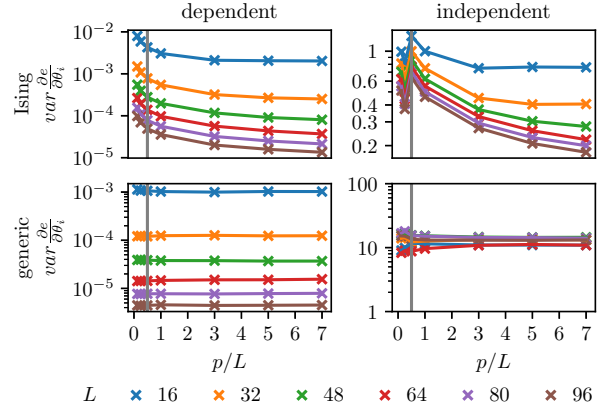 dependent independent
Ising
var ∂e/∂θᵢ
10⁻²
10⁻³
10⁻⁴
10⁻⁵
1
0.6
0.4
0.3
0.2
generic
var ∂e/∂θᵢ
10⁻³
10⁻⁴
10⁻⁵
100
10
1
0 1 2 3 4 5 6 7 0 1 2 3 4 5 6 7
p/L p/L
L 16 32 48 64 80 96